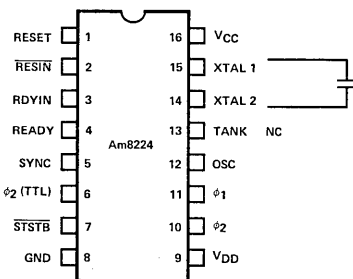 RESET 1 16 VCC
RESIN 2 15 XTAL 1
RDYIN 3 14 XTAL 2
READY 4 13 TANK NC
Am8224
SYNC 5 12 OSC
ϕ2 (TTL) 6 11 ϕ1
STSTB 7 10 ϕ2
GND 8 9 VDD